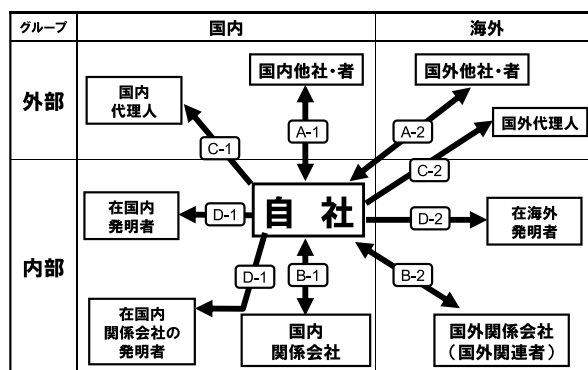 グループ
国内
海外
外部
国内
代理人
国内他社・者
国外他社・者
国外代理人
A-1
A-2
C-1
C-2
内部
自 社
在国内
発明者
D-1
D-2
在海外
発明者
D-1
B-1
B-2
在国内
関係会社の
発明者
国内
関係会社
国外関係会社
（国外関連者）